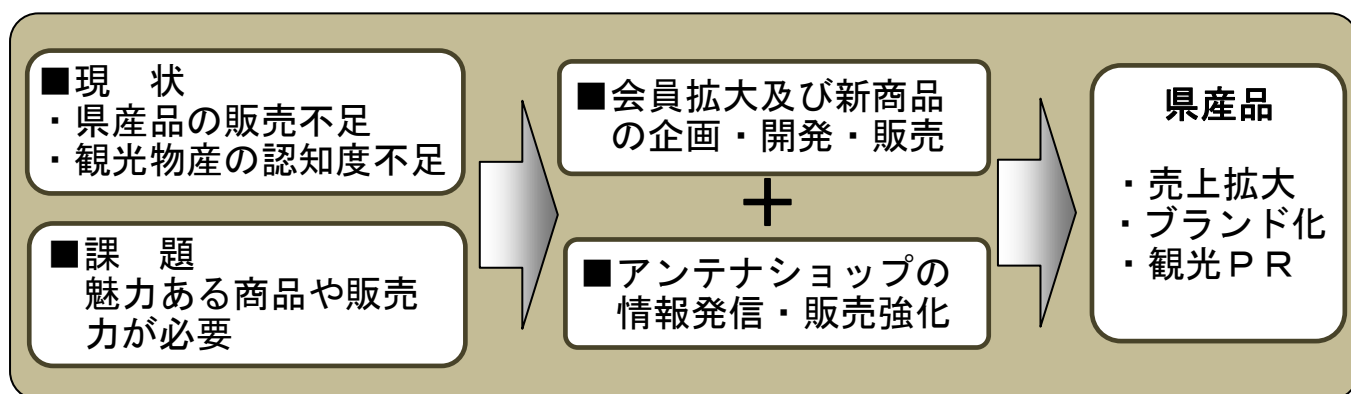 ■現　状
・県産品の販売不足
・観光物産の認知度不足
■課　題
魅力ある商品や販売
力が必要
■会員拡大及び新商品
の企画・開発・販売
＋
■アンテナショップの
情報発信・販売強化
県産品
・売上拡大
・ブランド化
・観光ＰＲ